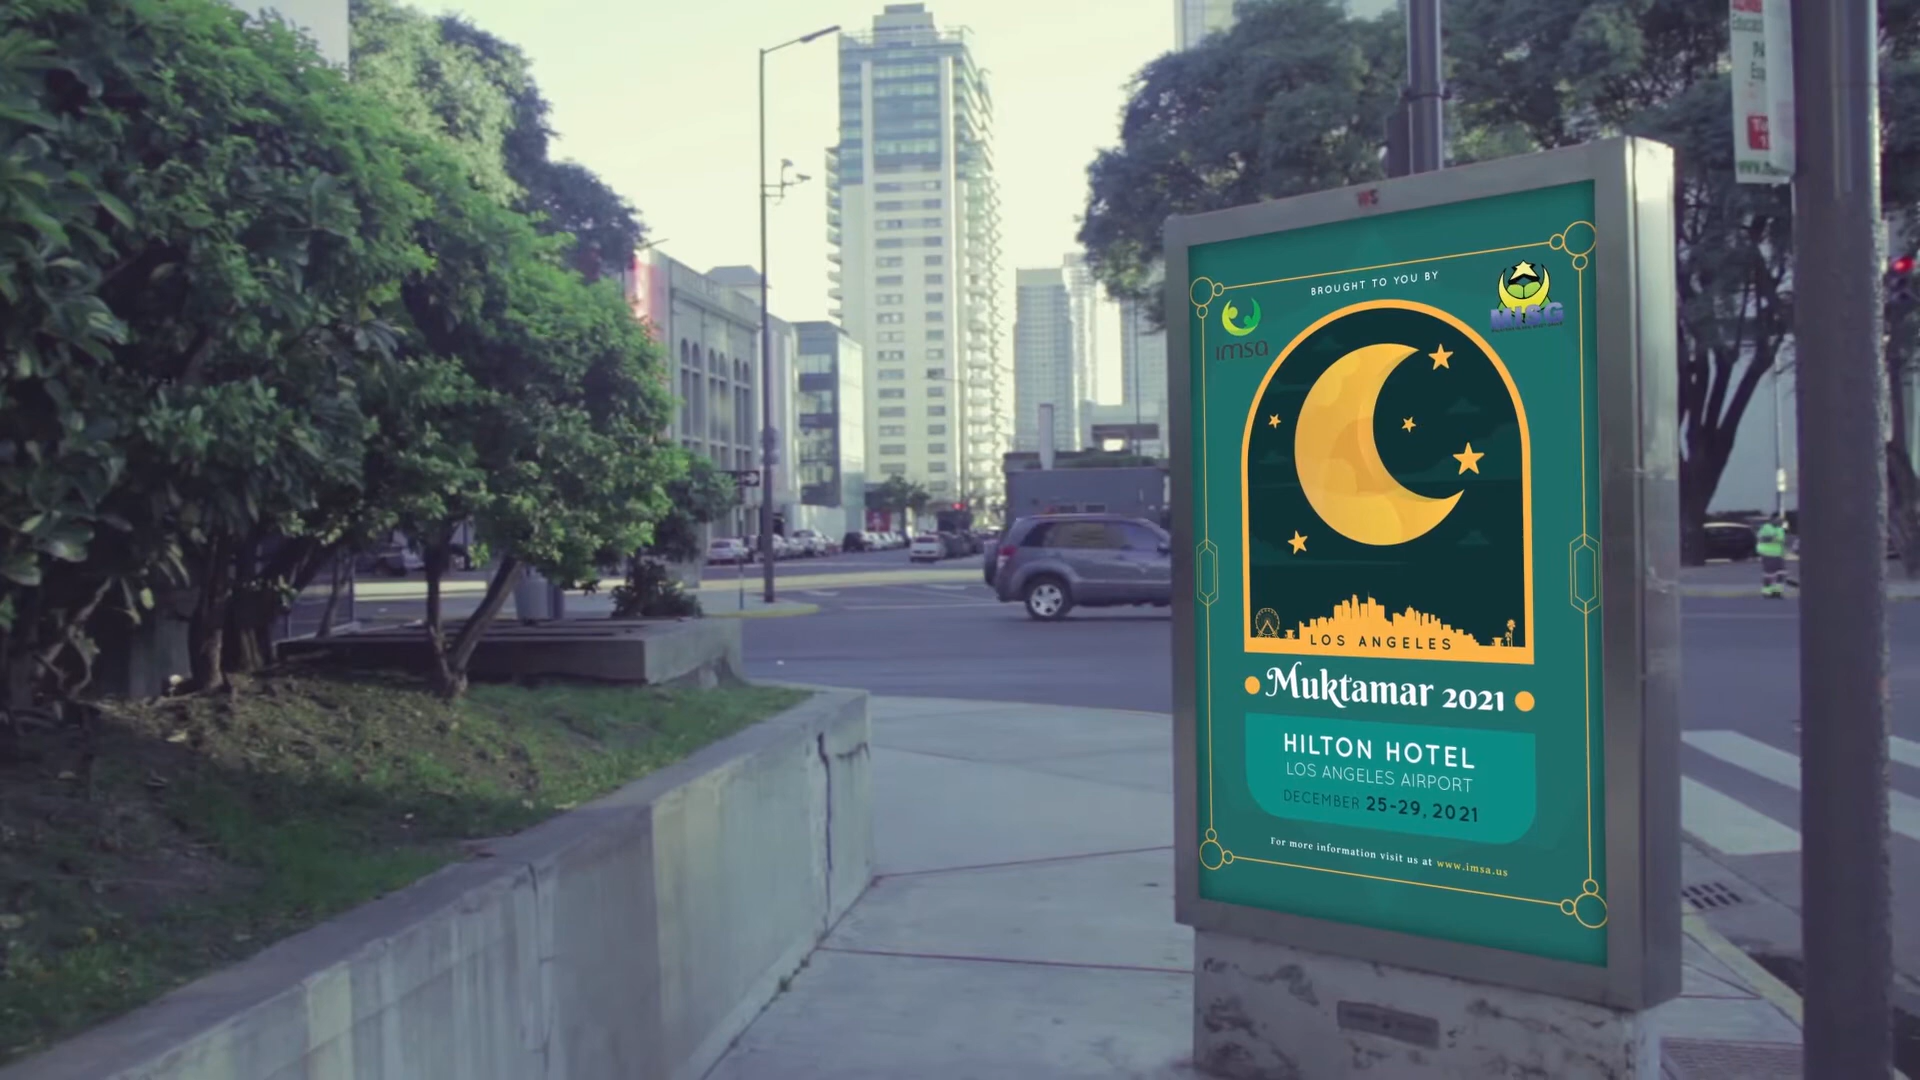 BROUGHT TO YOU BY
imsa
MISG
LOS ANGELES
Muktamar 2021
HILTON HOTEL
LOS ANGELES AIRPORT
DECEMBER 25-29, 2021
For more information visit us at www.imsa.us